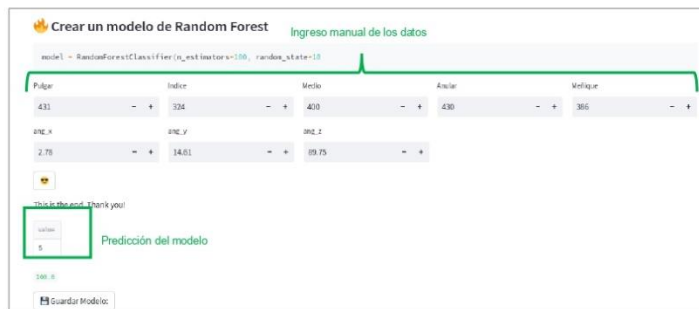 🔥 Crear un modelo de Random Forest
Ingreso manual de los datos
model = RandomForestClassifier(n_estimators=100, random_state=10
Pulgar Indice Medio Anular Meñique
431 - + 324 - + 400 - + 430 - + 386 - +
ang_x ang_y ang_z
2.78 - + 14.61 - + 89.75 - +
This is the end. Thank you!
value
5
Predicción del modelo
100.0
💾 Guardar Modelo: